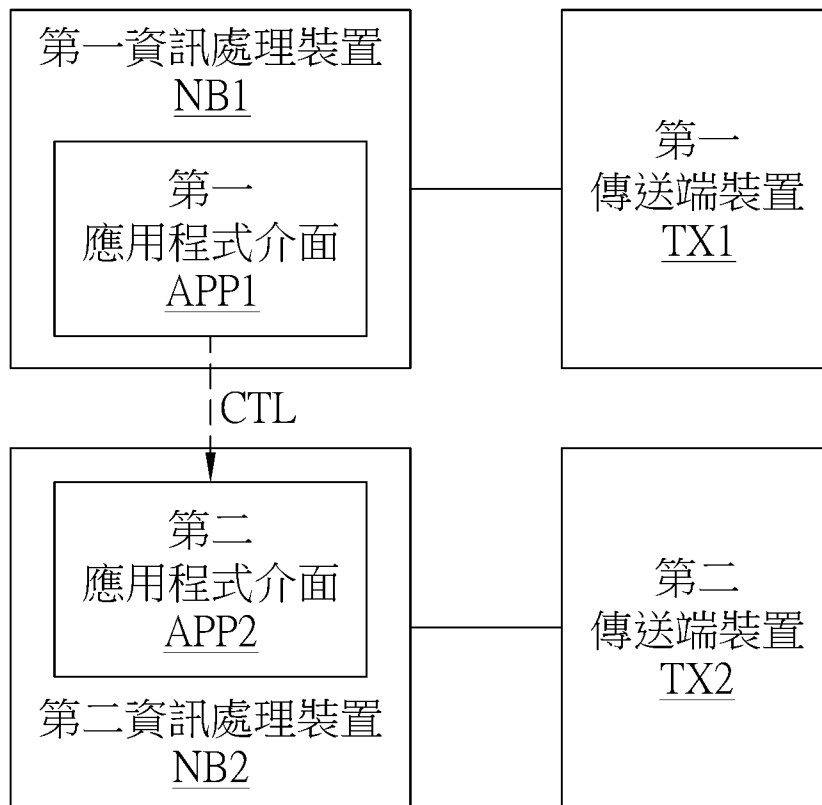 第一資訊處理裝置
NB1
第一
應用程式介面
APP1
第一
傳送端裝置
TX1
CTL
第二
應用程式介面
APP2
第二資訊處理裝置
NB2
第二
傳送端裝置
TX2